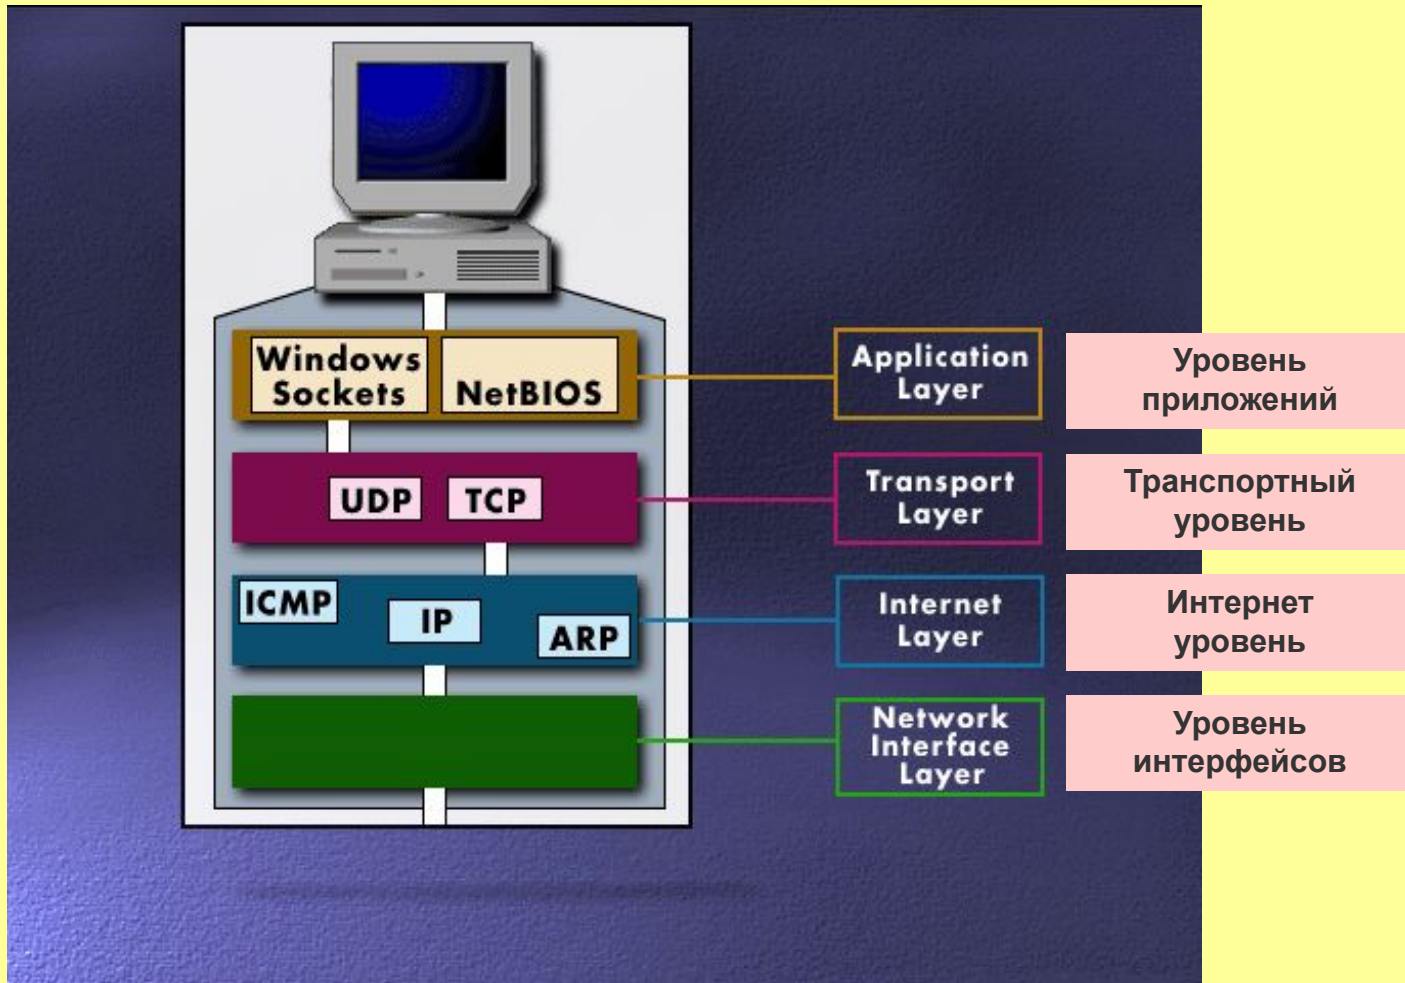 Windows
Sockets
NetBIOS
Application
Layer
Уровень
приложений
UDP
TCP
Transport
Layer
Транспортный
уровень
ICMP
IP
ARP
Internet
Layer
Интернет
уровень
Network
Interface
Layer
Уровень
интерфейсов